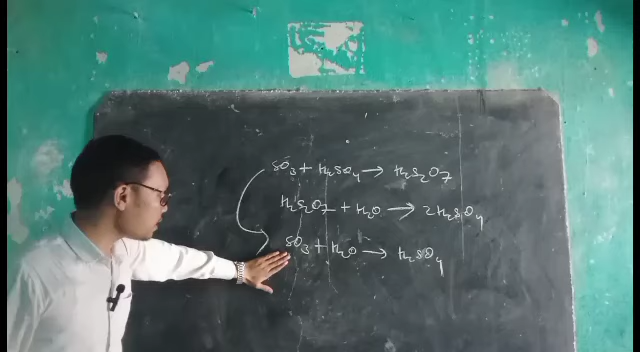 SO₃ + H₂SO₄ → H₂S₂O7
H₂S₂O7 + H₂O → 2H₂SO₄
SO₃ + H₂O → H₂SO₄